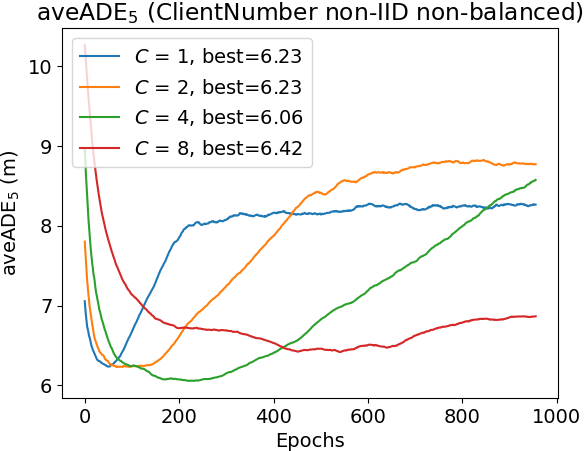 aveADE₅ (ClientNumber non-IID non-balanced)
10
9
8
7
6
aveADE₅ (m)
C = 1, best=6.23
C = 2, best=6.23
C = 4, best=6.06
C = 8, best=6.42
0 200 400 600 800 1000
Epochs